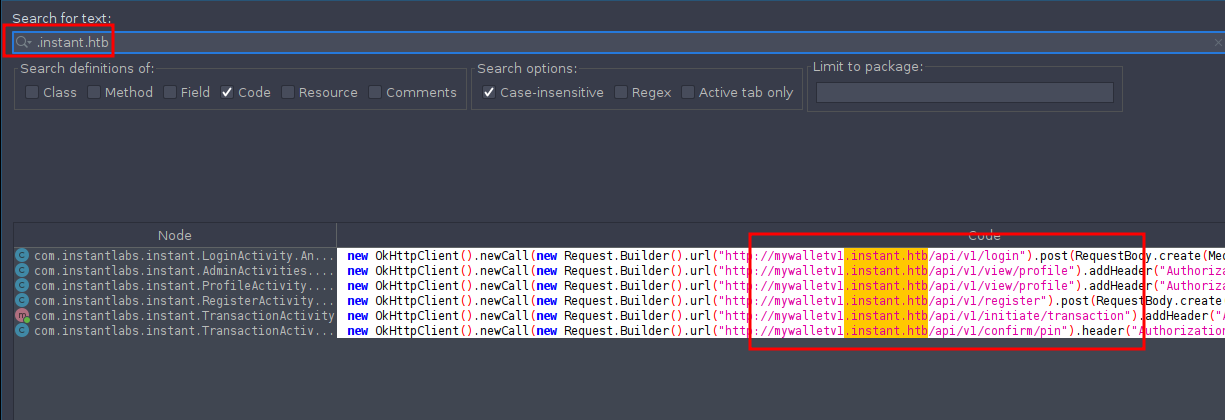 Search for text:
.instant.htb
Search definitions of: Search options: Limit to package:
Class Method Field Code Resource Comments Case-insensitive Regex Active tab only
Node Code
com.instantlabs.instant.LoginActivity.An... new OkHttpClient().newCall(new Request.Builder().url("http://mywalletv1.instant.htb/api/v1/login").post(RequestBody.create(Med
com.instantlabs.instant.AdminActivities.... new OkHttpClient().newCall(new Request.Builder().url("http://mywalletv1.instant.htb/api/v1/view/profile").addHeader("Authoriza
com.instantlabs.instant.ProfileActivity.... new OkHttpClient().newCall(new Request.Builder().url("http://mywalletv1.instant.htb/api/v1/view/profile").addHeader("Authoriza
com.instantlabs.instant.RegisterActivity... new OkHttpClient().newCall(new Request.Builder().url("http://mywalletv1.instant.htb/api/v1/register").post(RequestBody.create
com.instantlabs.instant.TransactionActivity new OkHttpClient().newCall(new Request.Builder().url("http://mywalletv1.instant.htb/api/v1/initiate/transaction").addHeader("A
com.instantlabs.instant.TransactionActiv... new OkHttpClient().newCall(new Request.Builder().url("http://mywalletv1.instant.htb/api/v1/confirm/pin").header("Authorization